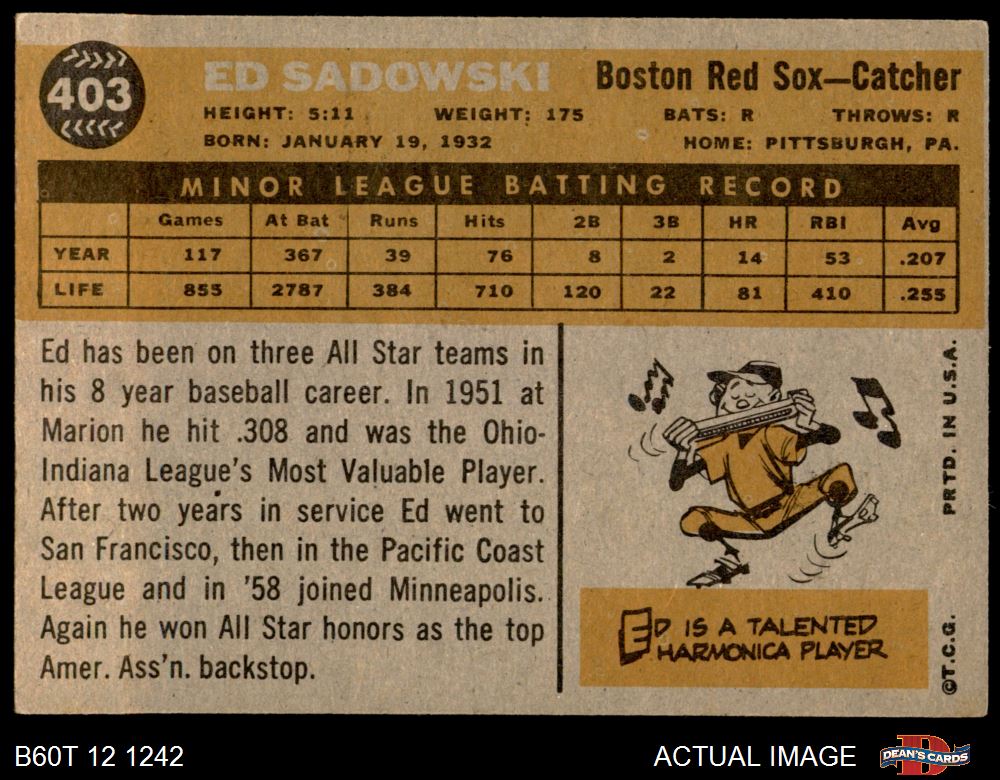 403
ED SADOWSKI
Boston Red Sox—Catcher
HEIGHT: 5:11 WEIGHT: 175 BATS: R THROWS: R
BORN: JANUARY 19, 1932 HOME: PITTSBURGH, PA.
MINOR LEAGUE BATTING RECORD
Games At Bat Runs Hits 2B 3B HR RBI Avg
YEAR 117 367 39 76 8 2 14 53 .207
LIFE 855 2787 384 710 120 22 81 410 .255
Ed has been on three All Star teams in
his 8 year baseball career. In 1951 at
Marion he hit .308 and was the Ohio-
Indiana League's Most Valuable Player.
After two years in service Ed went to
San Francisco, then in the Pacific Coast
League and in '58 joined Minneapolis.
Again he won All Star honors as the top
Amer. Ass'n. backstop.
ED IS A TALENTED
HARMONICA PLAYER
©T.C.G. PRTD. IN U.S.A.
B60T 12 1242
ACTUAL IMAGE
DEAN'S CARDS